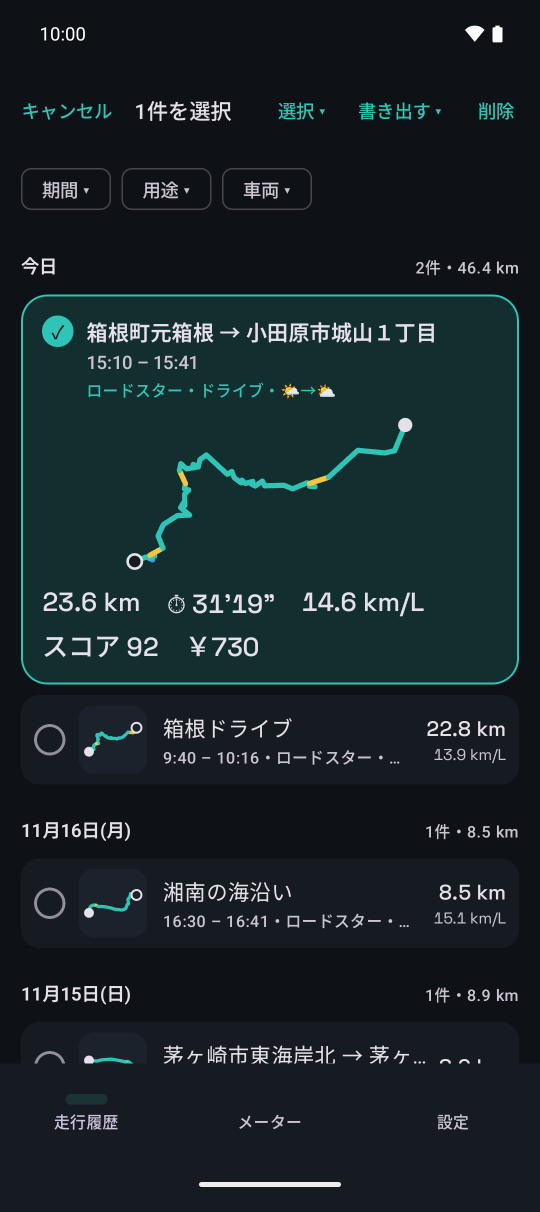 10:00
キャンセル 1件を選択 選択 ▾ 書き出す ▾ 削除
期間 ▾ 用途 ▾ 車両 ▾
今日 2件・46.4 km
箱根町元箱根 → 小田原市城山１丁目
15:10 – 15:41
ロードスター・ドライブ・🌤️→⛅
23.6 km ⏱ 31’19” 14.6 km/L
スコア 92 ￥730
箱根ドライブ 22.8 km
9:40 – 10:16・ロードスター・… 13.9 km/L
11月16日(月) 1件・8.5 km
湘南の海沿い 8.5 km
16:30 – 16:41・ロードスター・… 15.1 km/L
11月15日(日) 1件・8.9 km
茅ヶ崎市東海岸北 → 茅ヶ…
走行履歴 メーター 設定